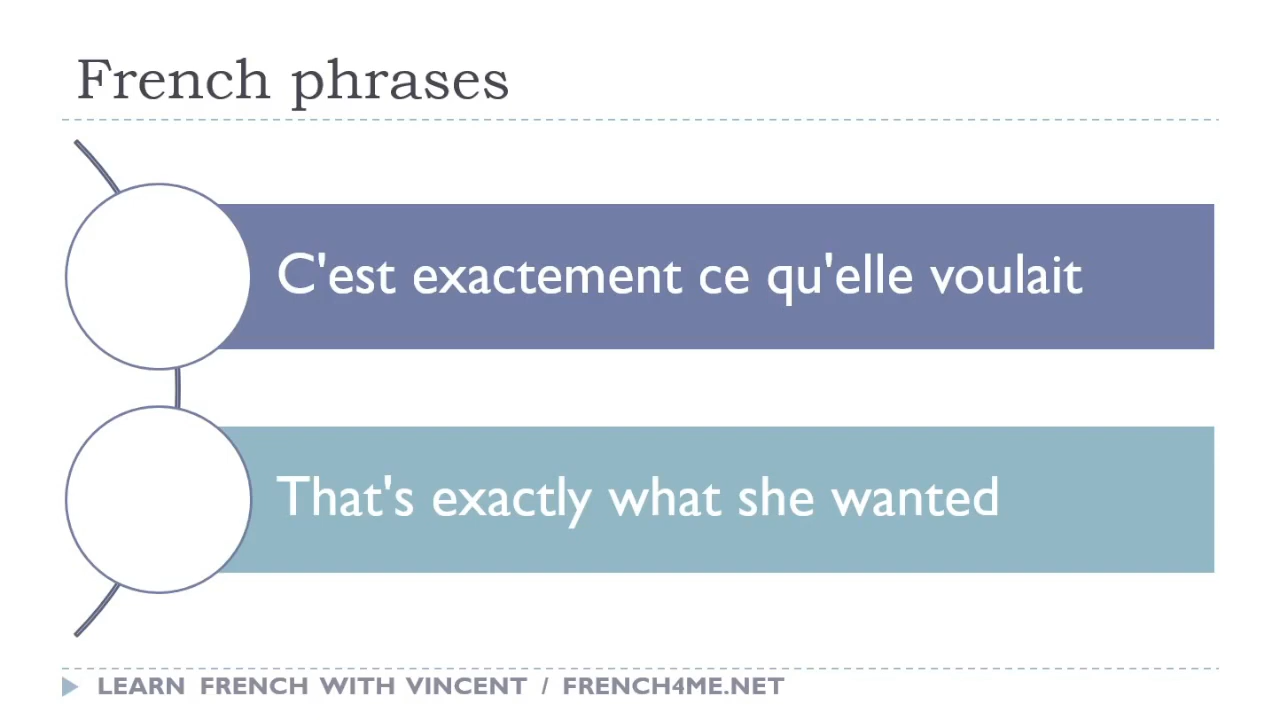 French phrases
C'est exactement ce qu'elle voulait
That's exactly what she wanted
LEARN FRENCH WITH VINCENT / FRENCH4ME.NET